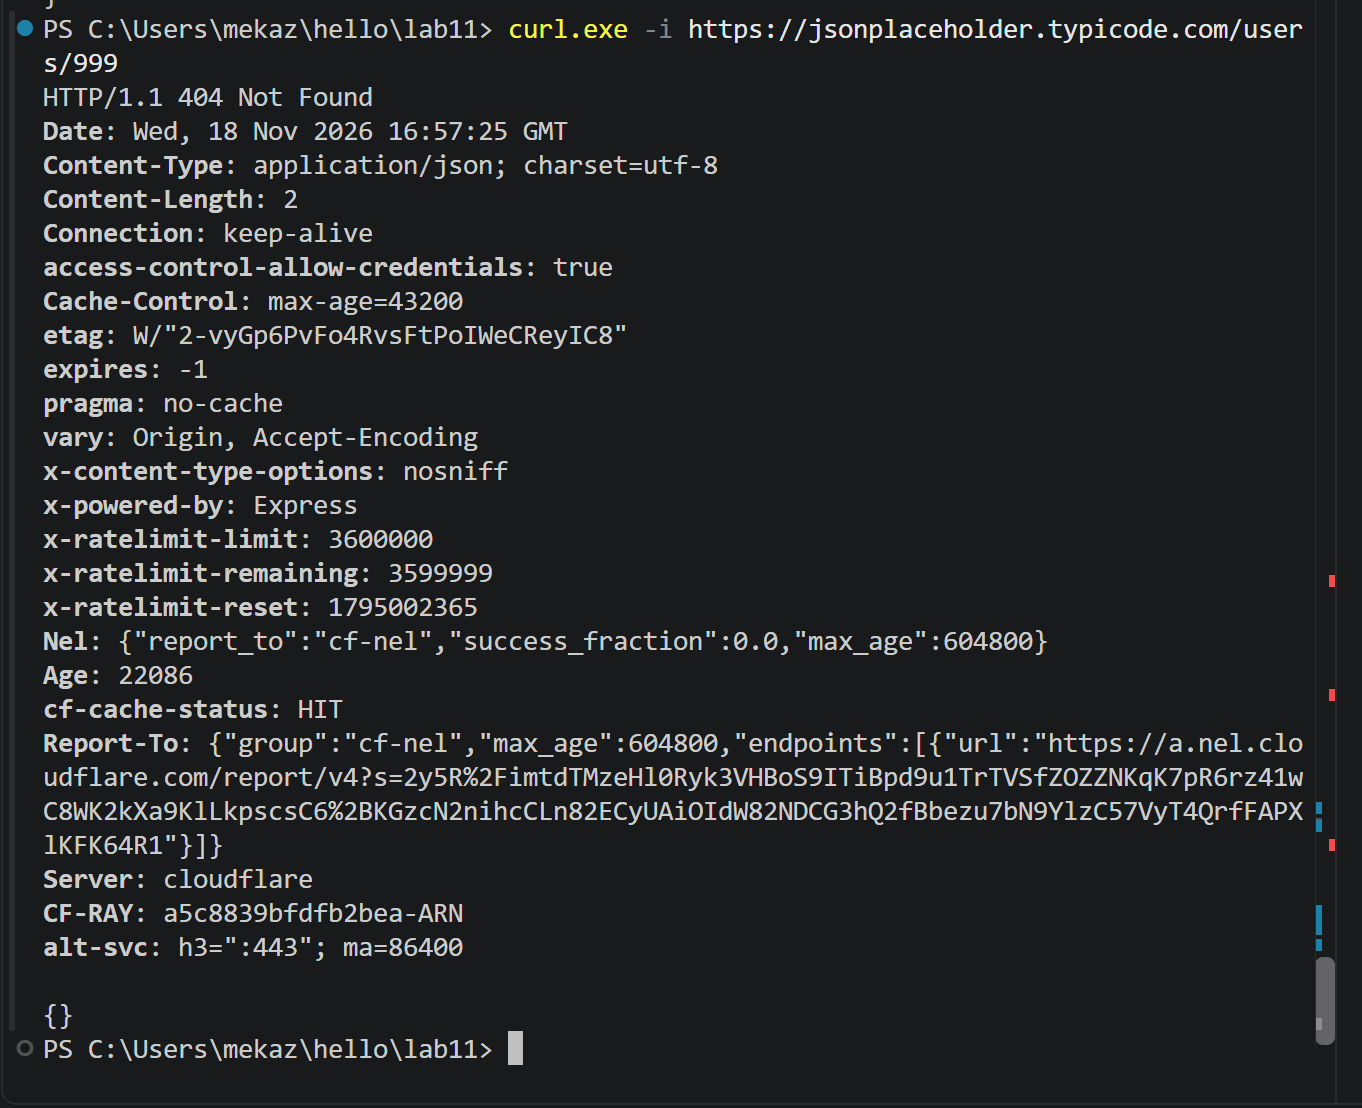 PS C:\Users\mekaz\hello\lab11> curl.exe -i https://jsonplaceholder.typicode.com/user
s/999
HTTP/1.1 404 Not Found
Date: Wed, 18 Nov 2026 16:57:25 GMT
Content-Type: application/json; charset=utf-8
Content-Length: 2
Connection: keep-alive
access-control-allow-credentials: true
Cache-Control: max-age=43200
etag: W/"2-vyGp6PvFo4RvsFtPoIWeCReyIC8"
expires: -1
pragma: no-cache
vary: Origin, Accept-Encoding
x-content-type-options: nosniff
x-powered-by: Express
x-ratelimit-limit: 3600000
x-ratelimit-remaining: 3599999
x-ratelimit-reset: 1795002365
Nel: {"report_to":"cf-nel","success_fraction":0.0,"max_age":604800}
Age: 22086
cf-cache-status: HIT
Report-To: {"group":"cf-nel","max_age":604800,"endpoints":[{"url":"https://a.nel.clo
udflare.com/report/v4?s=2y5R%2FimtdTMzeHl0Ryk3VHBoS9ITiBpd9u1TrTVSfZOZZNKqK7pR6rz41w
C8WK2kXa9KlLkpscsC6%2BKGzcN2nihcCLn82ECyUAiOIdW82NDCG3hQ2fBbezu7bN9YlzC57VyT4QrfFAPX
lKFK64R1"}]}
Server: cloudflare
CF-RAY: a5c8839bfdfb2bea-ARN
alt-svc: h3=":443"; ma=86400
{}
PS C:\Users\mekaz\hello\lab11>